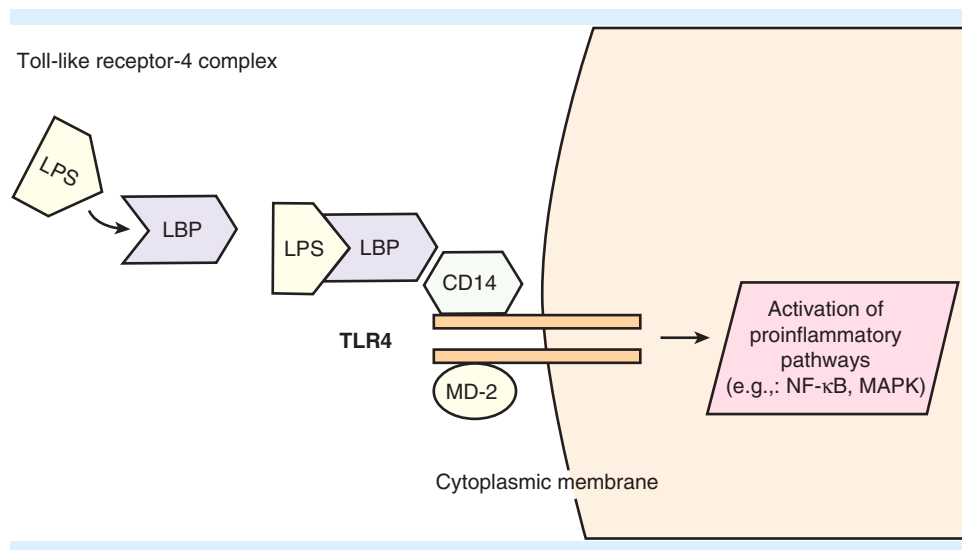 Toll-like receptor-4 complex
LPS
LBP
LPS
LBP
CD14
TLR4
MD-2
Activation of
proinflammatory
pathways
(e.g.,: NF-κB, MAPK)
Cytoplasmic membrane